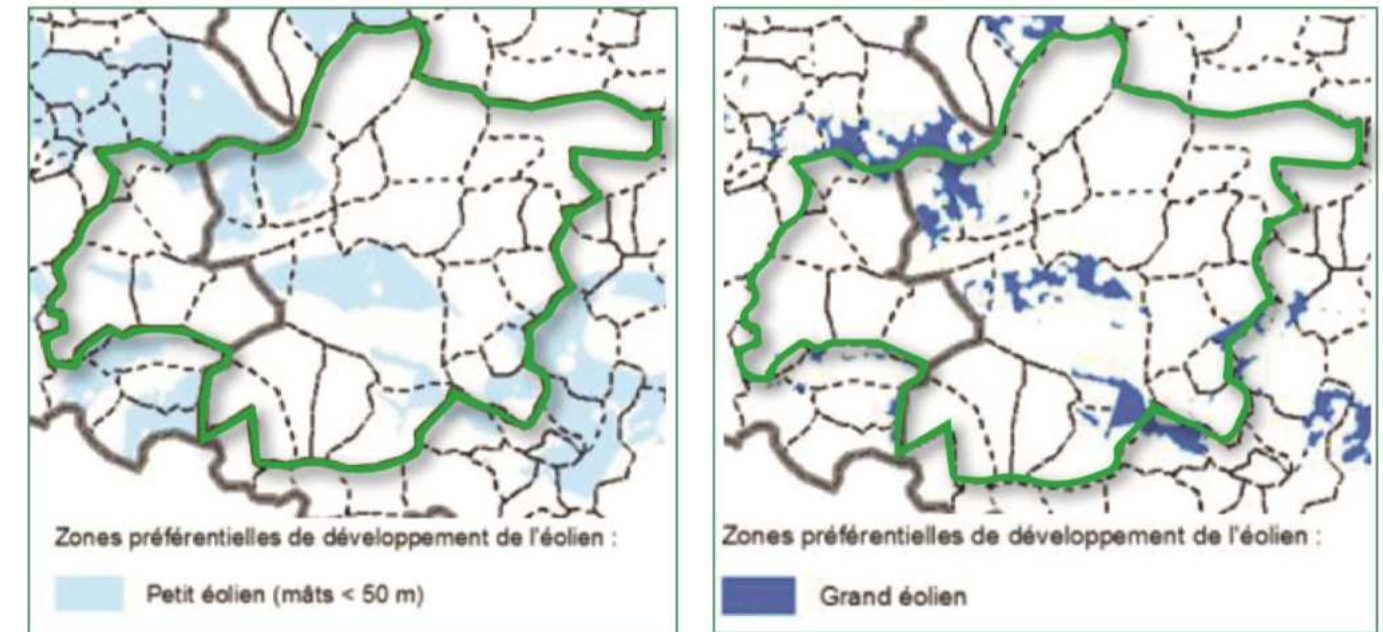 Zones préférentielles de développement de l'éolien :
Petit éolien (mâts < 50 m)
Zones préférentielles de développement de l'éolien :
Grand éolien